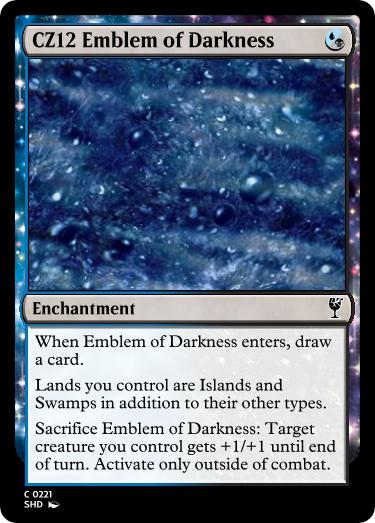 CZ12 Emblem of Darkness
Enchantment
When Emblem of Darkness enters, draw
a card.
Lands you control are Islands and
Swamps in addition to their other types.
Sacrifice Emblem of Darkness: Target
creature you control gets +1/+1 until end
of turn. Activate only outside of combat.
C 0221
SHD